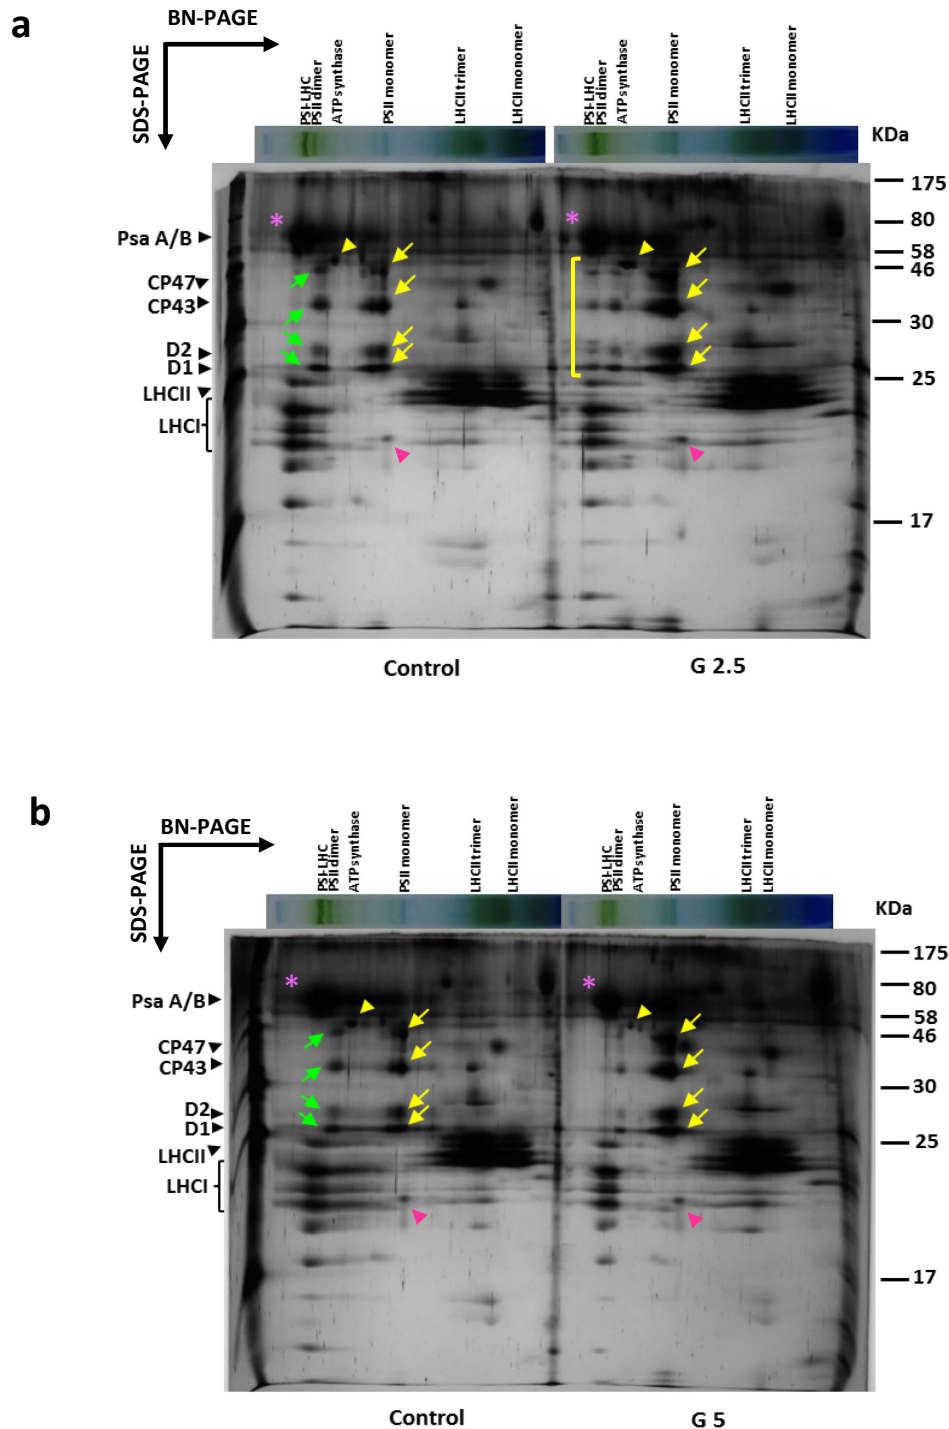 a
BN-PAGE
SDS-PAGE
PSI-LHC
PSII dimer
ATP synthase
PSII monomer
LHCII trimer
LHCII monomer
PSI-LHC
PSII dimer
ATP synthase
PSII monomer
LHCII trimer
LHCII monomer
KDa
175
*
*
80
Psa A/B
58
46
CP47
CP43
30
D2
D1
25
LHCII
LHCI
17
Control
G 2.5
b
BN-PAGE
SDS-PAGE
PSI-LHC
PSII dimer
ATP synthase
PSII monomer
LHCII trimer
LHCII monomer
PSI-LHC
PSII dimer
ATP synthase
PSII monomer
LHCII trimer
LHCII monomer
KDa
175
*
*
80
Psa A/B
58
46
CP47
CP43
30
D2
D1
25
LHCII
LHCI
17
Control
G 5